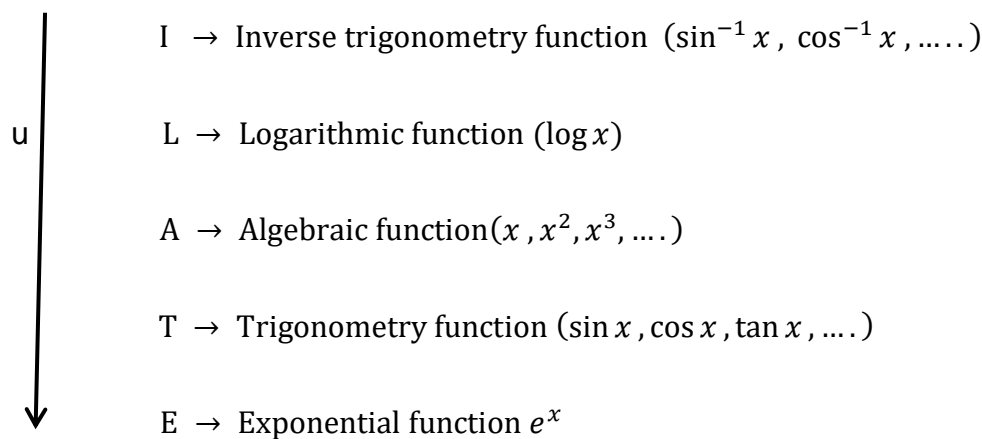 I → Inverse trigonometry function (sin⁻¹ x , cos⁻¹ x ,.....)
u
L → Logarithmic function (log x)
A → Algebraic function(x , x², x³, ....)
T → Trigonometry function (sin x , cos x , tan x , ....)
E → Exponential function eˣ